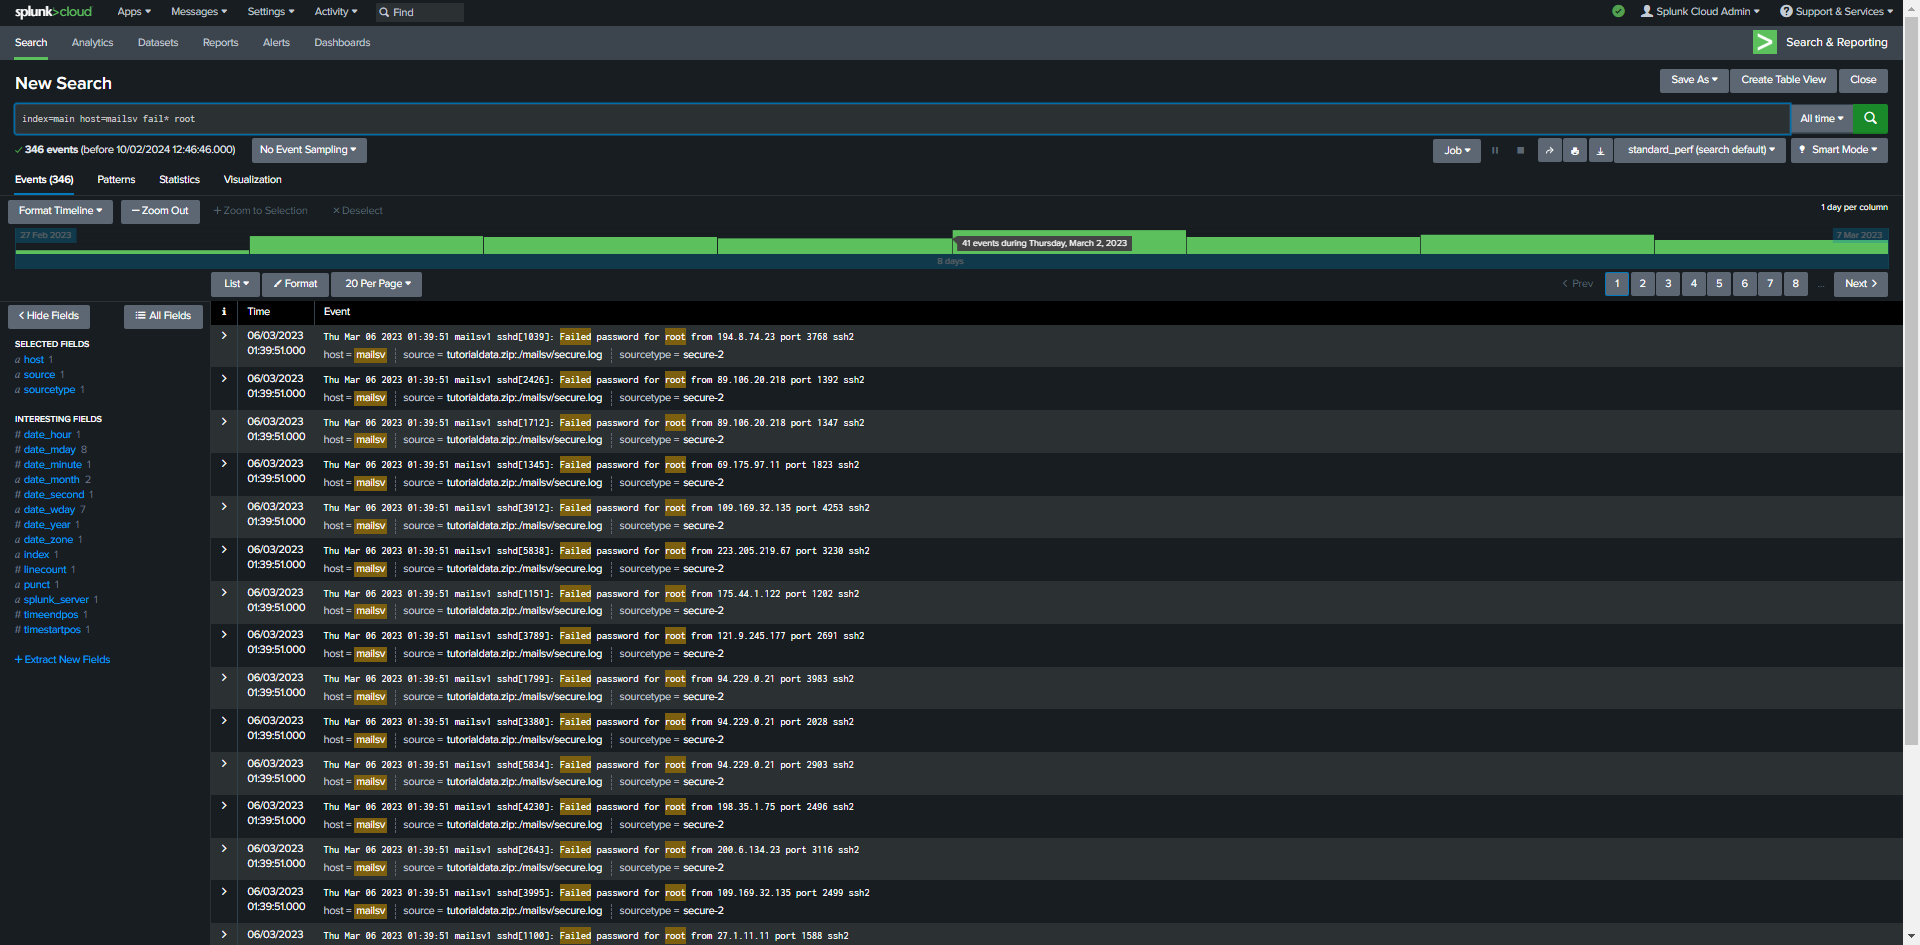 splunk>cloud Apps Messages Settings Activity Find Splunk Cloud Admin Support & Services
Search Analytics Datasets Reports Alerts Dashboards Search & Reporting
New Search Save As Create Table View Close
index=main host=mailsv fail* root All time
346 events (before 10/02/2024 12:46:46.000) No Event Sampling Job standard_perf (search default) Smart Mode
Events (346) Patterns Statistics Visualization
Format Timeline — Zoom Out + Zoom to Selection × Deselect 1 day per column
27 Feb 2023 7 Mar 2023
41 events during Thursday, March 2, 2023
8 days
List Format 20 Per Page < Prev 1 2 3 4 5 6 7 8 ... Next >
< Hide Fields All Fields
SELECTED FIELDS
a host 1
a source 1
a sourcetype 1
INTERESTING FIELDS
# date_hour 1
# date_mday 8
# date_minute 1
a date_month 2
# date_second 1
a date_wday 7
# date_year 1
a date_zone 1
a index 1
# linecount 1
a punct 1
a splunk_server 1
# timeendpos 1
# timestartpos 1
+ Extract New Fields
i Time Event
06/03/2023 Thu Mar 06 2023 01:39:51 mailsv1 sshd[1039]: Failed password for root from 194.8.74.23 port 3768 ssh2
01:39:51.000 host = mailsv source = tutorialdata.zip:./mailsv/secure.log sourcetype = secure-2
06/03/2023 Thu Mar 06 2023 01:39:51 mailsv1 sshd[2426]: Failed password for root from 89.106.20.218 port 1392 ssh2
01:39:51.000 host = mailsv source = tutorialdata.zip:./mailsv/secure.log sourcetype = secure-2
06/03/2023 Thu Mar 06 2023 01:39:51 mailsv1 sshd[1712]: Failed password for root from 89.106.20.218 port 1347 ssh2
01:39:51.000 host = mailsv source = tutorialdata.zip:./mailsv/secure.log sourcetype = secure-2
06/03/2023 Thu Mar 06 2023 01:39:51 mailsv1 sshd[1345]: Failed password for root from 69.175.97.11 port 1823 ssh2
01:39:51.000 host = mailsv source = tutorialdata.zip:./mailsv/secure.log sourcetype = secure-2
06/03/2023 Thu Mar 06 2023 01:39:51 mailsv1 sshd[3912]: Failed password for root from 109.169.32.135 port 4253 ssh2
01:39:51.000 host = mailsv source = tutorialdata.zip:./mailsv/secure.log sourcetype = secure-2
06/03/2023 Thu Mar 06 2023 01:39:51 mailsv1 sshd[5838]: Failed password for root from 223.205.219.67 port 3230 ssh2
01:39:51.000 host = mailsv source = tutorialdata.zip:./mailsv/secure.log sourcetype = secure-2
06/03/2023 Thu Mar 06 2023 01:39:51 mailsv1 sshd[1151]: Failed password for root from 175.44.1.122 port 1202 ssh2
01:39:51.000 host = mailsv source = tutorialdata.zip:./mailsv/secure.log sourcetype = secure-2
06/03/2023 Thu Mar 06 2023 01:39:51 mailsv1 sshd[3789]: Failed password for root from 121.9.245.177 port 2691 ssh2
01:39:51.000 host = mailsv source = tutorialdata.zip:./mailsv/secure.log sourcetype = secure-2
06/03/2023 Thu Mar 06 2023 01:39:51 mailsv1 sshd[1799]: Failed password for root from 94.229.0.21 port 3983 ssh2
01:39:51.000 host = mailsv source = tutorialdata.zip:./mailsv/secure.log sourcetype = secure-2
06/03/2023 Thu Mar 06 2023 01:39:51 mailsv1 sshd[3380]: Failed password for root from 94.229.0.21 port 2028 ssh2
01:39:51.000 host = mailsv source = tutorialdata.zip:./mailsv/secure.log sourcetype = secure-2
06/03/2023 Thu Mar 06 2023 01:39:51 mailsv1 sshd[5834]: Failed password for root from 94.229.0.21 port 2903 ssh2
01:39:51.000 host = mailsv source = tutorialdata.zip:./mailsv/secure.log sourcetype = secure-2
06/03/2023 Thu Mar 06 2023 01:39:51 mailsv1 sshd[4230]: Failed password for root from 198.35.1.75 port 2496 ssh2
01:39:51.000 host = mailsv source = tutorialdata.zip:./mailsv/secure.log sourcetype = secure-2
06/03/2023 Thu Mar 06 2023 01:39:51 mailsv1 sshd[2643]: Failed password for root from 200.6.134.23 port 3116 ssh2
01:39:51.000 host = mailsv source = tutorialdata.zip:./mailsv/secure.log sourcetype = secure-2
06/03/2023 Thu Mar 06 2023 01:39:51 mailsv1 sshd[3995]: Failed password for root from 109.169.32.135 port 2499 ssh2
01:39:51.000 host = mailsv source = tutorialdata.zip:./mailsv/secure.log sourcetype = secure-2
06/03/2023 Thu Mar 06 2023 01:39:51 mailsv1 sshd[1100]: Failed password for root from 27.1.11.11 port 1588 ssh2